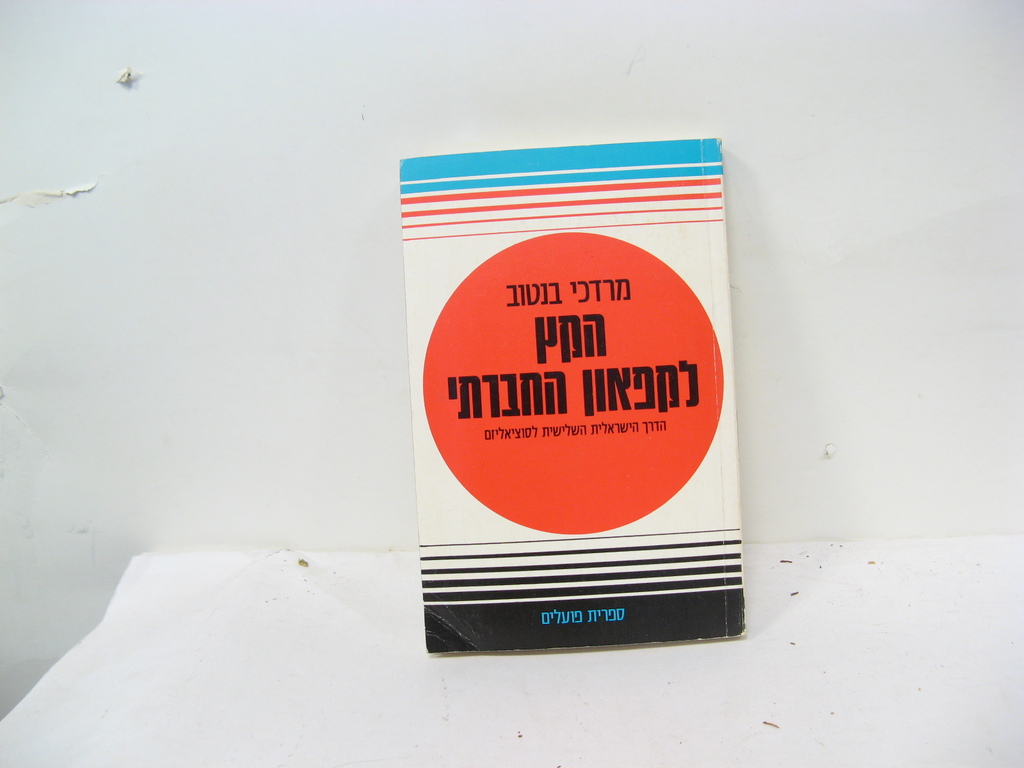 מרדכי בנטוב
הקץ
לקפאון החברתי
הדרך הישראלית השלישית לסוציאליזם
ספרית פועלים